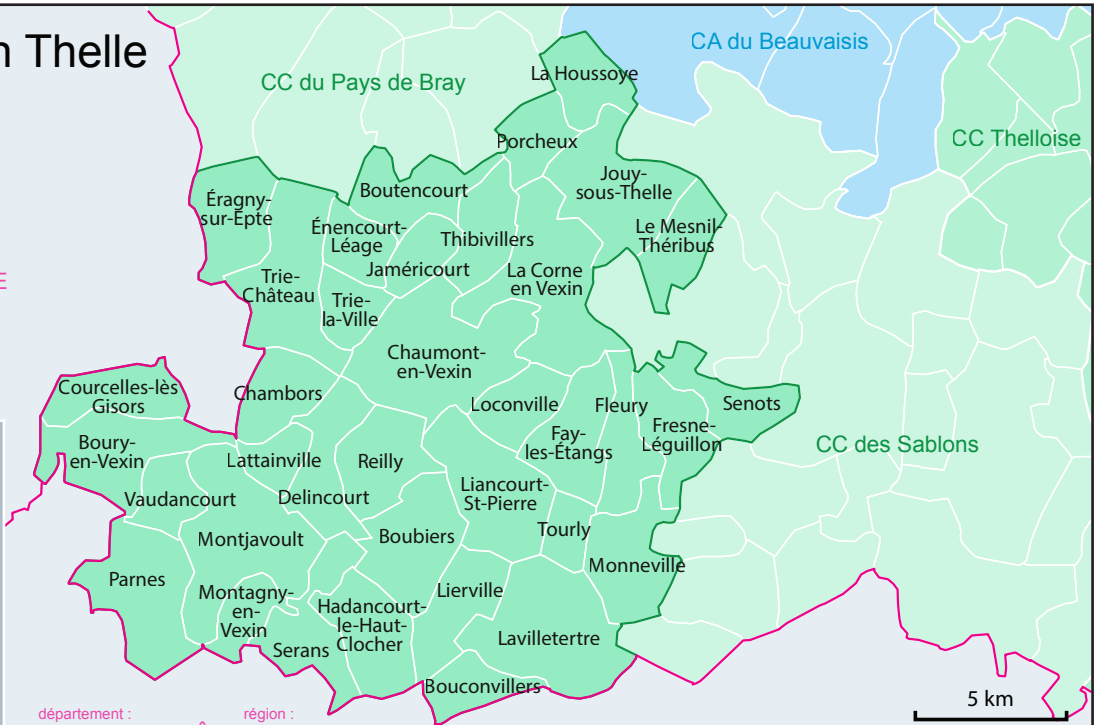 n Thelle
CA du Beauvaisis
La Houssoye
CC du Pays de Bray
CC Thelloise
Porcheux
Jouy-
sous-Thelle
Boutencourt
Éragny-
sur-Epte
Énencourt-
Léage
Thibivillers
Le Mesnil-
Théribus
Jaméricourt
La Corne
en Vexin
E
Trie-
Château
Trie-
la-Ville
Chaumont-
en-Vexin
Courcelles-lès
Gisors
Chambors
Loconville
Fleury
Senots
Fresne-
Léguillon
Fay-
les-Étangs
CC des Sablons
Boury-
en-Vexin
Lattainville
Reilly
Vaudancourt
Delincourt
Liancourt-
St-Pierre
Tourly
Montjavoult
Boubiers
Monneville
Parnes
Montagny-
en-
Vexin
Lierville
Hadancourt-
le-Haut-
Clocher
Lavilletertre
Serans
Bouconvillers
5 km
département :
région :